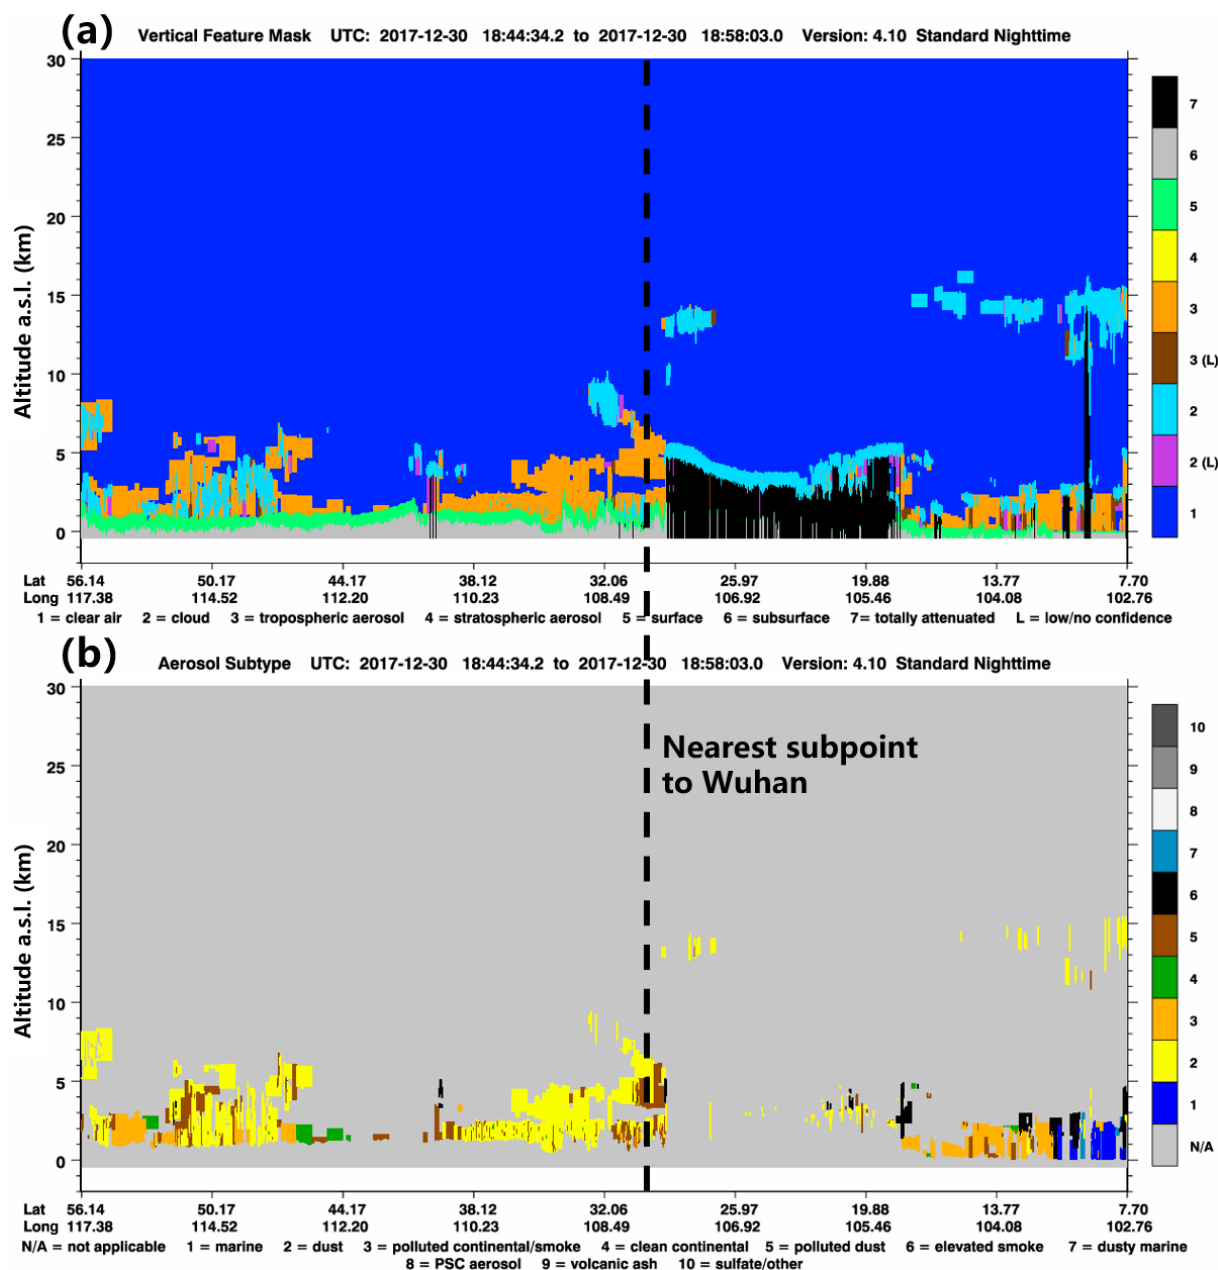 (a)
Vertical Feature Mask UTC: 2017-12-30 18:44:34.2 to 2017-12-30 18:58:03.0 Version: 4.10 Standard Nighttime
30
25
20
15
10
5
0
Altitude a.s.l. (km)
7
6
5
4
3
3 (L)
2
2 (L)
1
Lat 56.14 50.17 44.17 38.12 32.06 25.97 19.88 13.77 7.70
Long 117.38 114.52 112.20 110.23 108.49 106.92 105.46 104.08 102.76
1 = clear air 2 = cloud 3 = tropospheric aerosol 4 = stratospheric aerosol 5 = surface 6 = subsurface 7= totally attenuated L = low/no confidence
(b)
Aerosol Subtype UTC: 2017-12-30 18:44:34.2 to 2017-12-30 18:58:03.0 Version: 4.10 Standard Nighttime
30
25
20
15
10
5
0
Altitude a.s.l. (km)
Nearest subpoint
to Wuhan
10
9
8
7
6
5
4
3
2
1
N/A
Lat 56.14 50.17 44.17 38.12 32.06 25.97 19.88 13.77 7.70
Long 117.38 114.52 112.20 110.23 108.49 106.92 105.46 104.08 102.76
N/A = not applicable 1 = marine 2 = dust 3 = polluted continental/smoke 4 = clean continental 5 = polluted dust 6 = elevated smoke 7 = dusty marine
8 = PSC aerosol 9 = volcanic ash 10 = sulfate/other